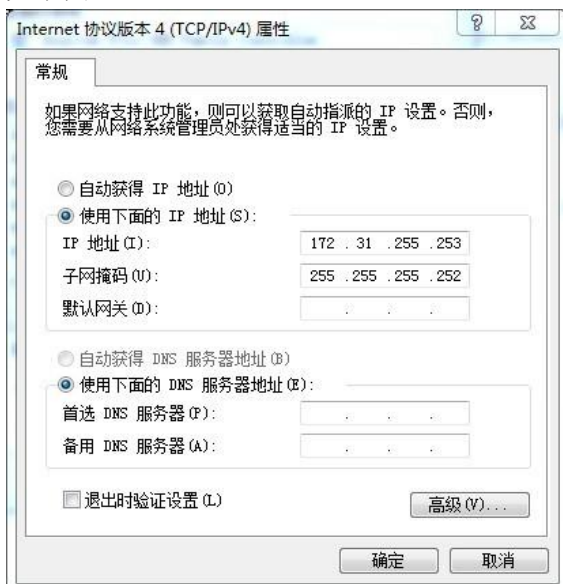 Internet 协议版本 4 (TCP/IPv4) 属性
常规
如果网络支持此功能，则可以获取自动指派的 IP 设置。否则，
您需要从网络系统管理员处获得适当的 IP 设置。
自动获得 IP 地址(O)
使用下面的 IP 地址(S):
IP 地址(I): 172 . 31 . 255 . 253
子网掩码(U): 255 . 255 . 255 . 252
默认网关(D): . . .
自动获得 DNS 服务器地址(B)
使用下面的 DNS 服务器地址(E):
首选 DNS 服务器(P): . . .
备用 DNS 服务器(A): . . .
退出时验证设置(L)
高级(V)...
确定 取消